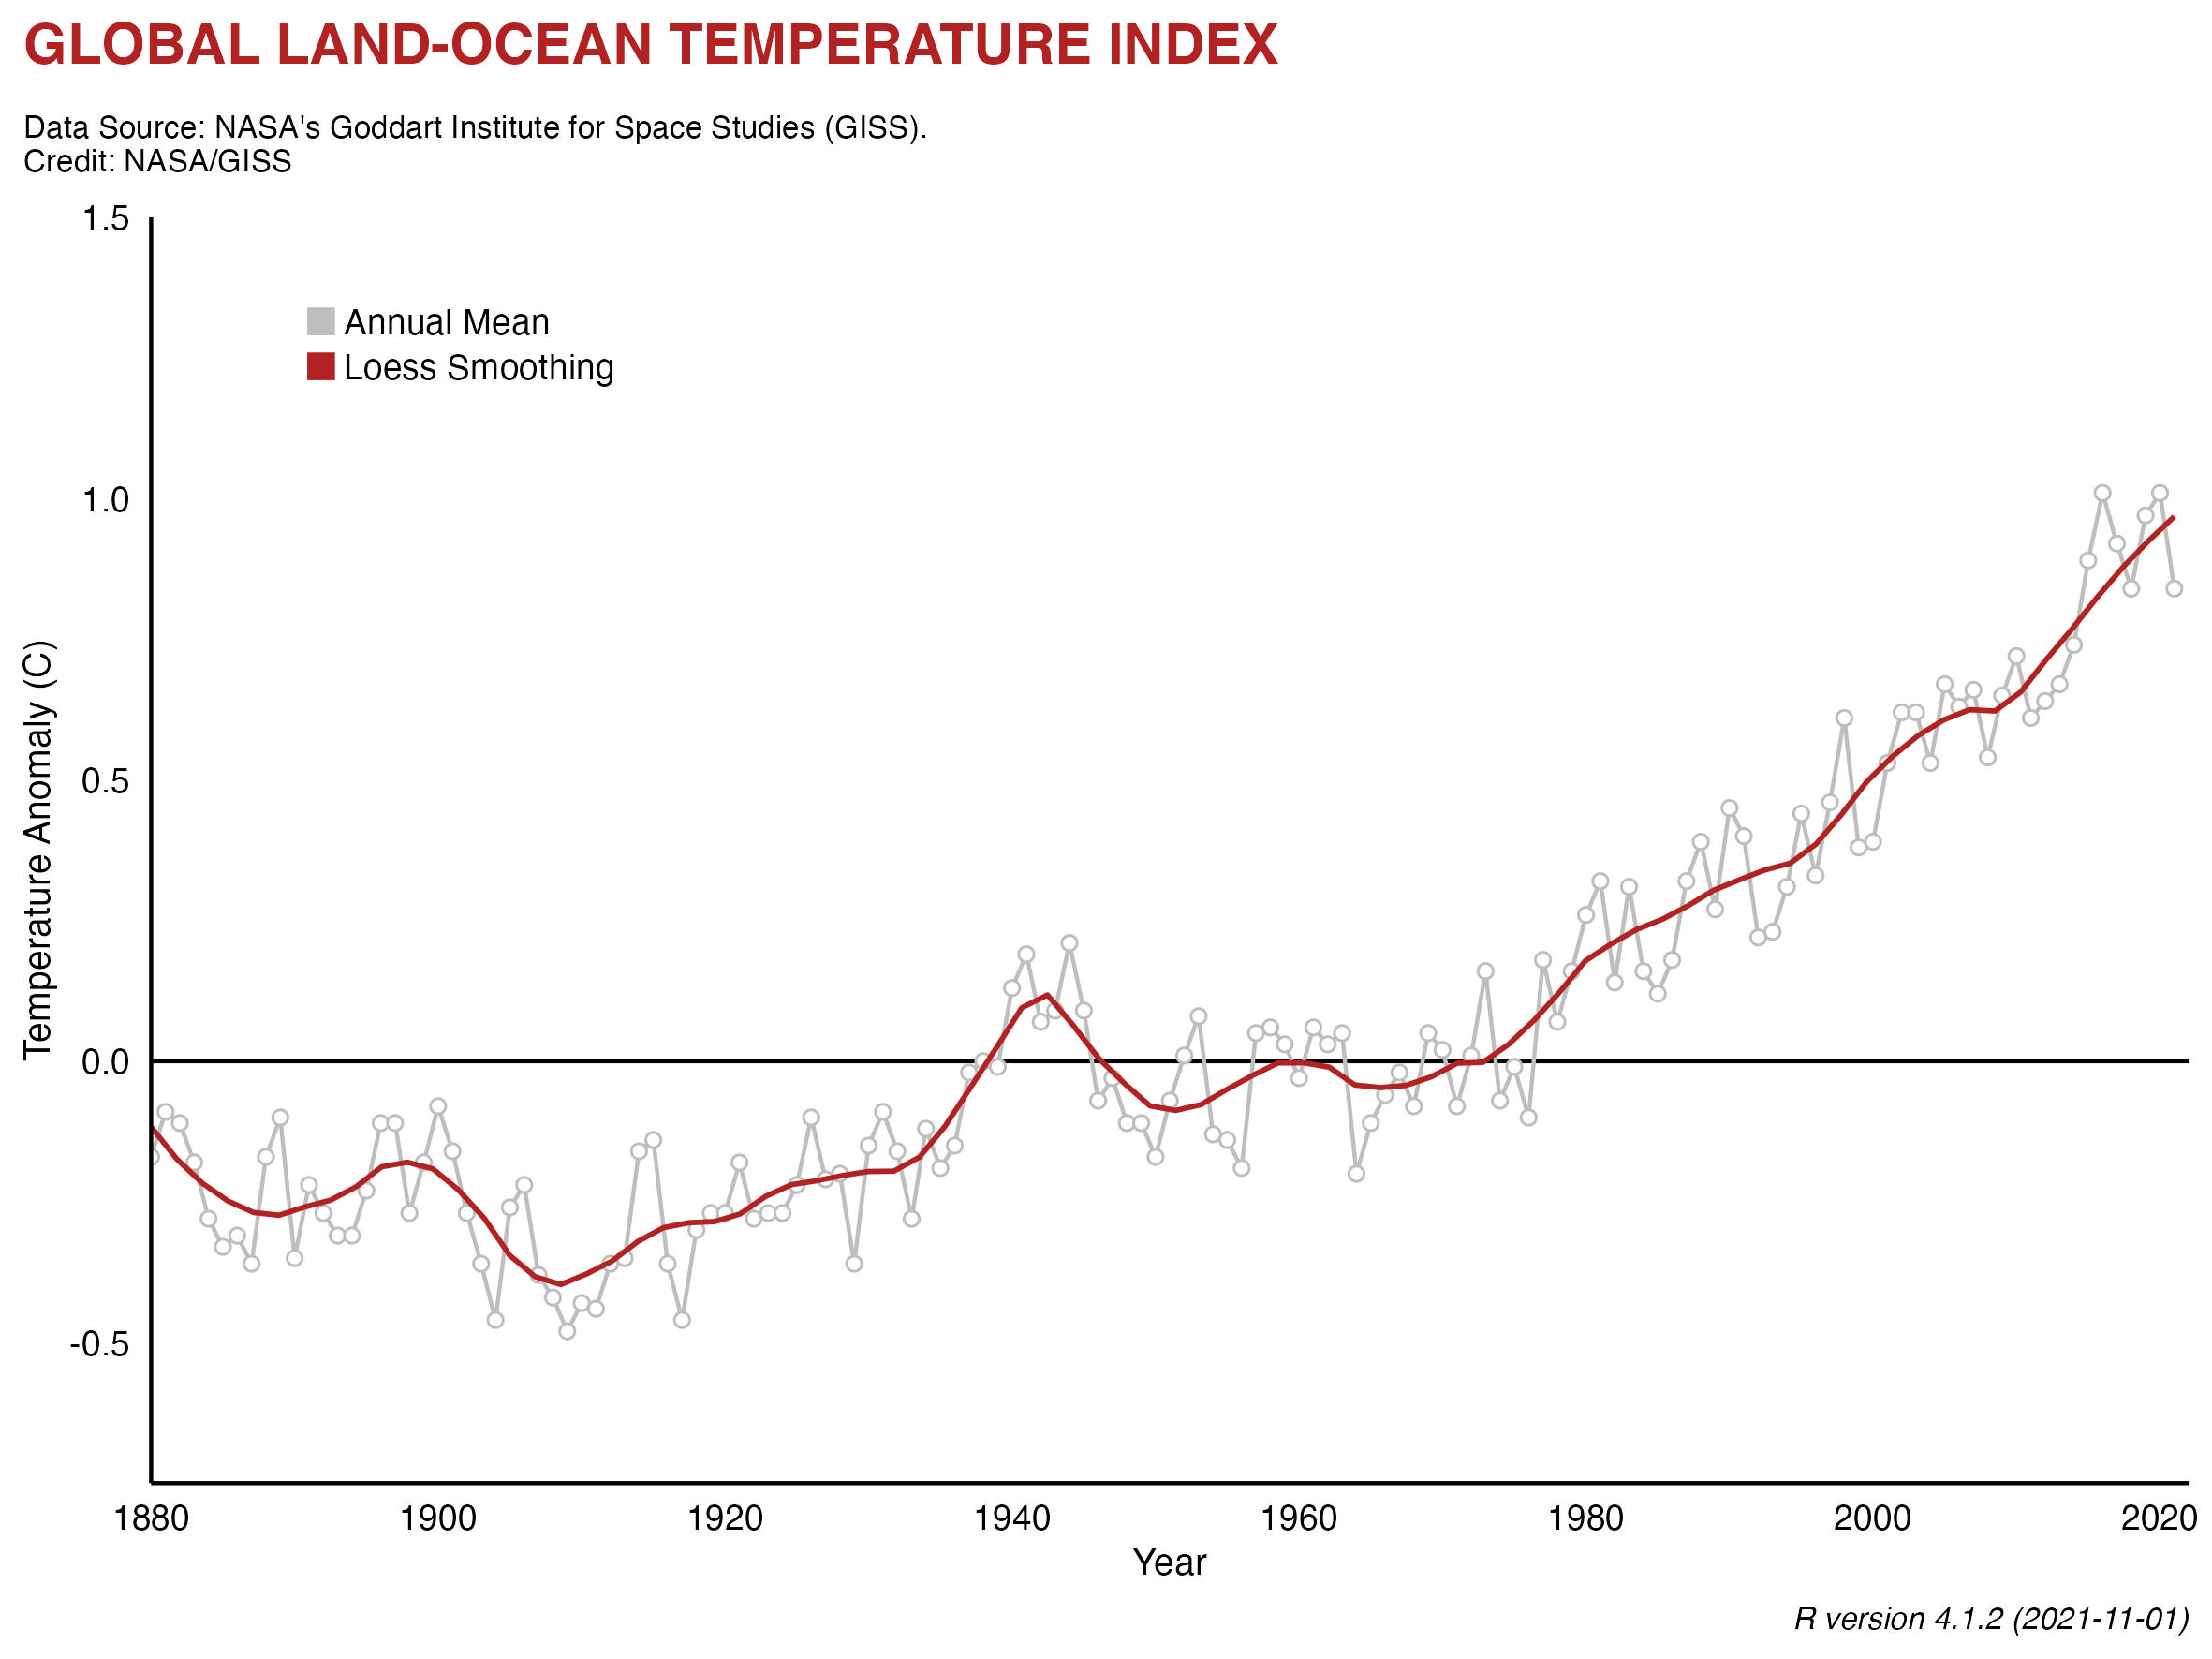 GLOBAL LAND-OCEAN TEMPERATURE INDEX
Data Source: NASA's Goddart Institute for Space Studies (GISS).
Credit: NASA/GISS
1.5
Annual Mean
Loess Smoothing
1.0
0.5
0.0
-0.5
Temperature Anomaly (C)
1880 1900 1920 1940 1960 1980 2000 2020
Year
R version 4.1.2 (2021-11-01)